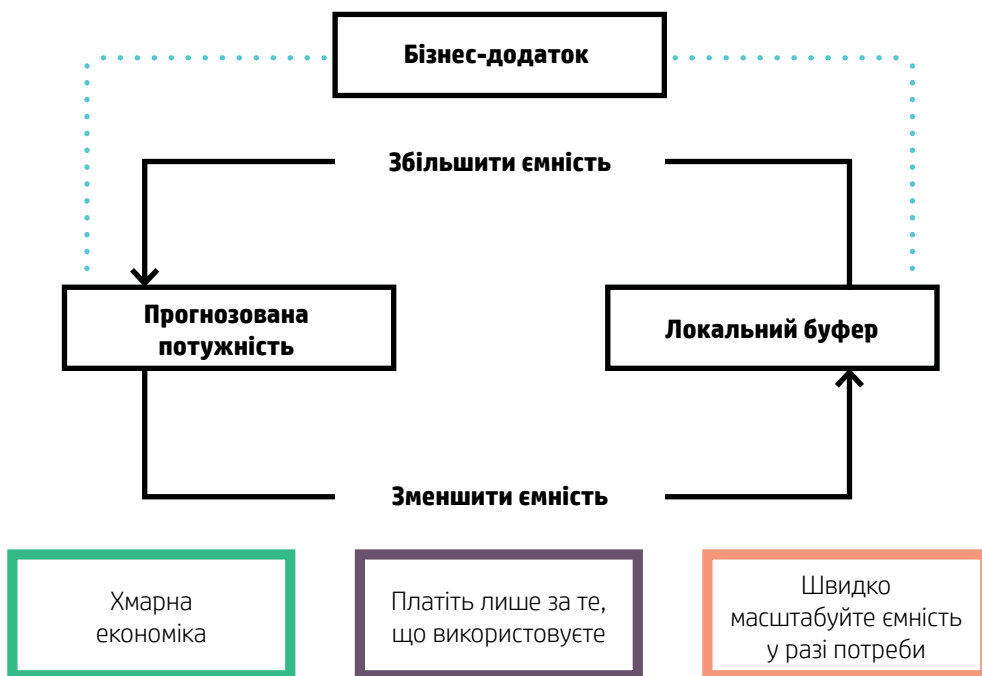 Бізнес-додаток
Збільшити ємність
Прогнозована
потужність
Локальний буфер
Зменшити ємність
Хмарна
економіка
Платіть лише за те,
що використовуєте
Швидко
масштабуйте ємність
у разі потреби